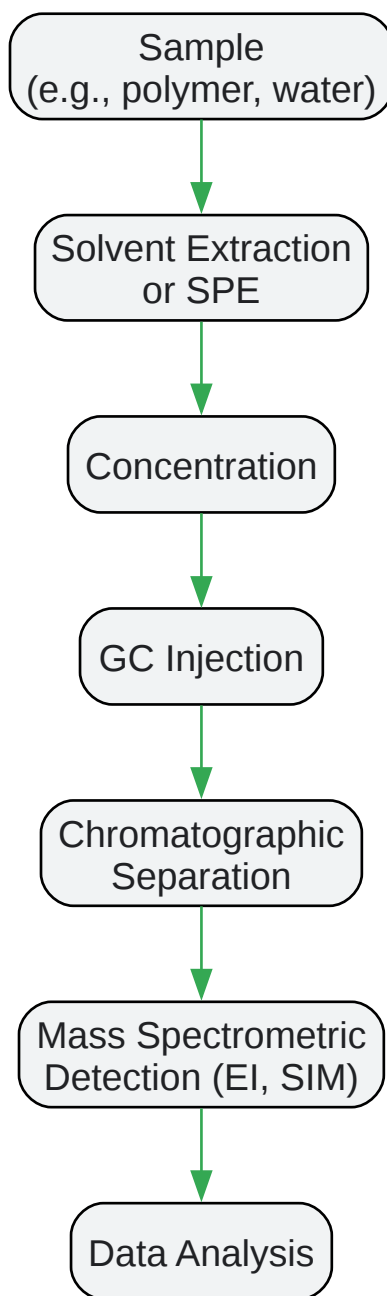 Sample
(e.g., polymer, water)
Solvent Extraction
or SPE
Concentration
GC Injection
Chromatographic
Separation
Mass Spectrometric
Detection (EI, SIM)
Data Analysis